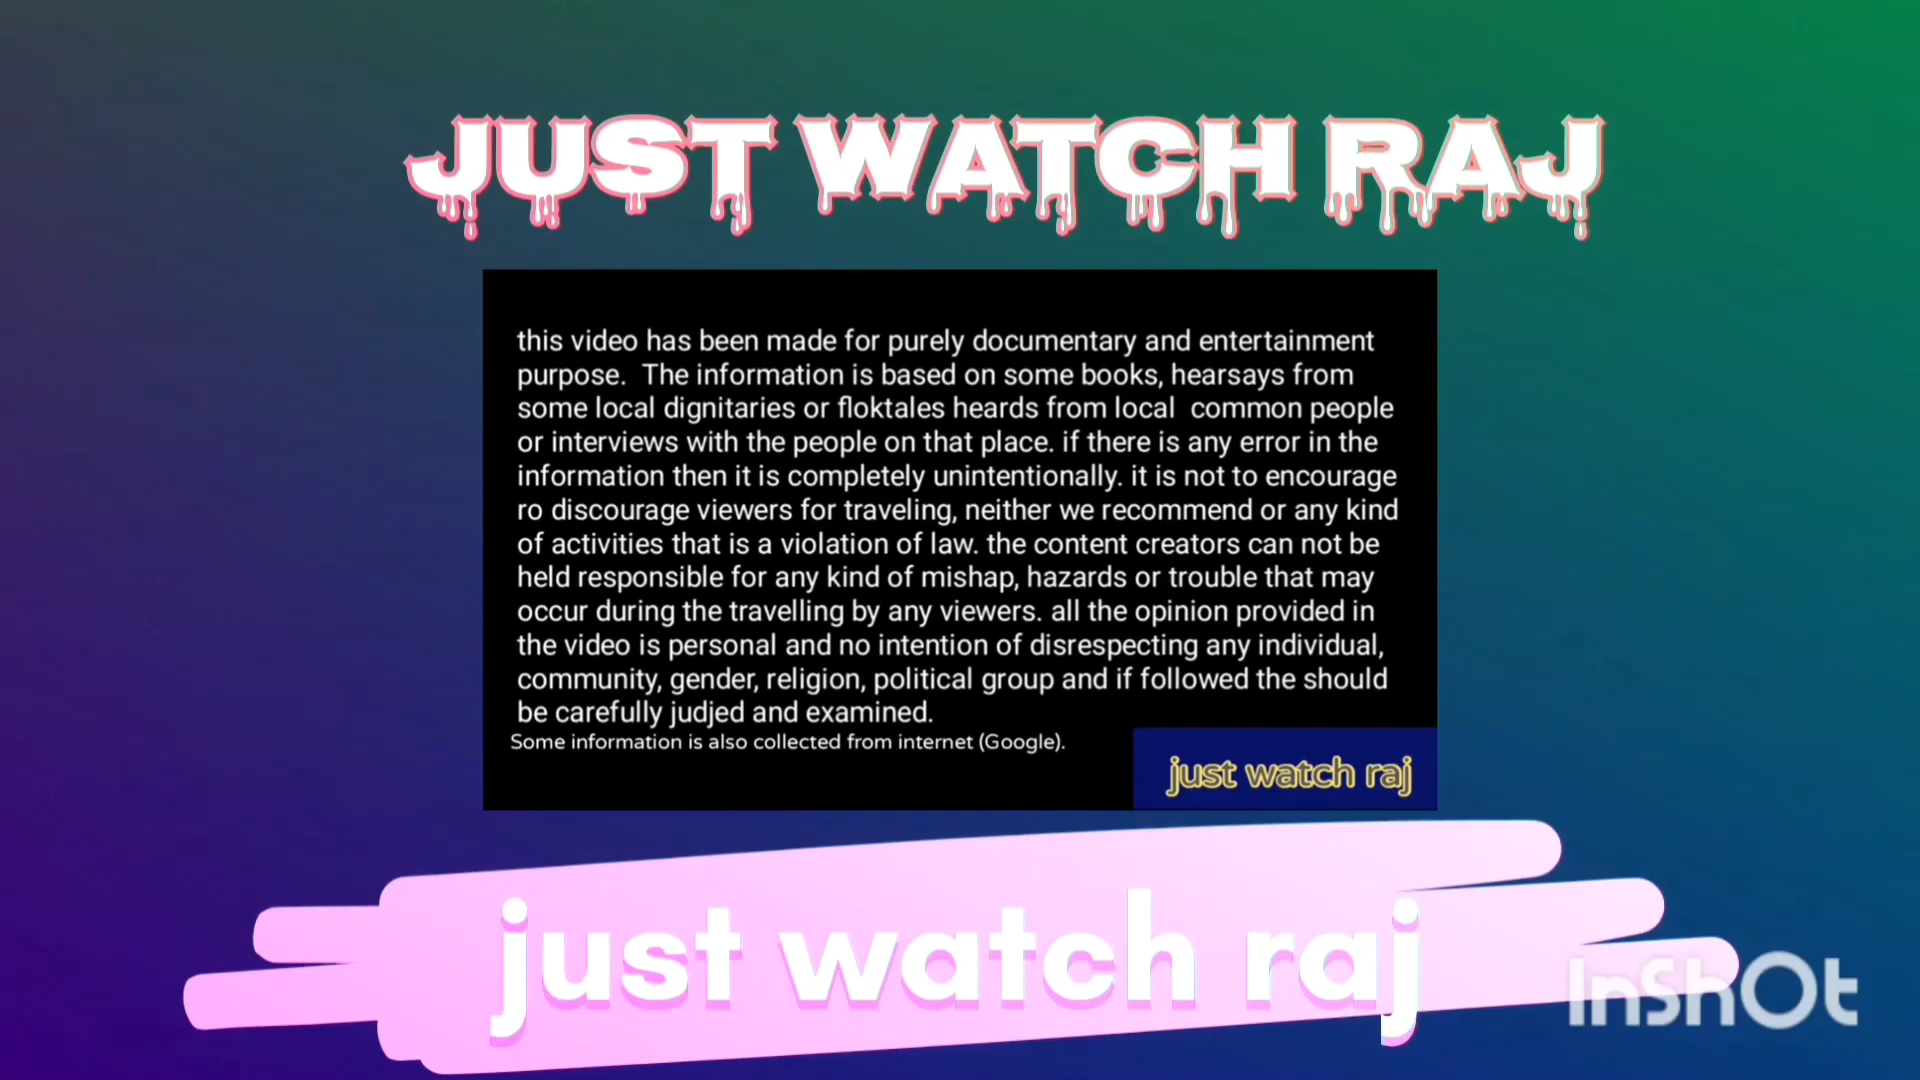 JUST WATCH RAJ
this video has been made for purely documentary and entertainment
purpose. The information is based on some books, hearsays from
some local dignitaries or floktales heards from local common people
or interviews with the people on that place. if there is any error in the
information then it is completely unintentionally. it is not to encourage
ro discourage viewers for traveling, neither we recommend or any kind
of activities that is a violation of law. the content creators can not be
held responsible for any kind of mishap, hazards or trouble that may
occur during the travelling by any viewers. all the opinion provided in
the video is personal and no intention of disrespecting any individual,
community, gender, religion, political group and if followed the should
be carefully judjed and examined.
Some information is also collected from internet (Google).
just watch raj
just watch raj
InShOt